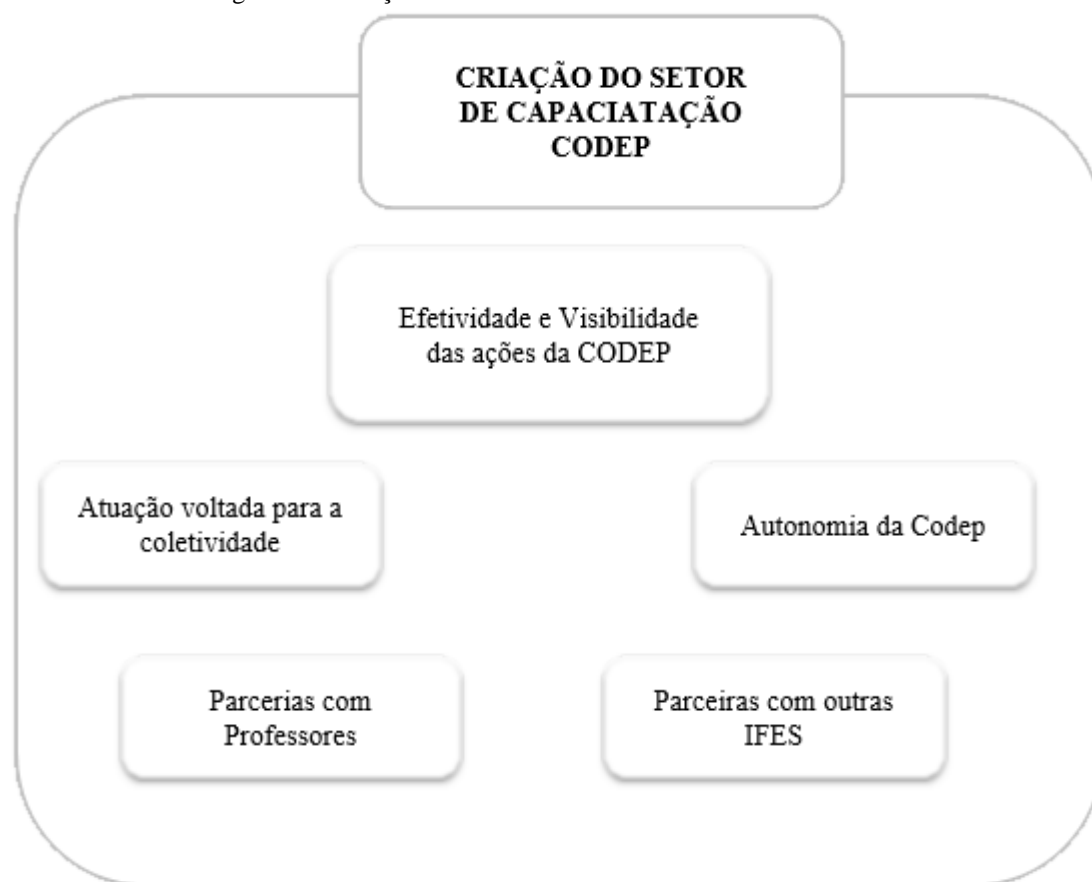 CRIAÇÃO DO SETOR
DE CAPACIATAÇÃO
CODEP
Efetividade e Visibilidade
das ações da CODEP
Atuação voltada para a
coletividade
Autonomia da Codep
Parcerias com
Professores
Parceiras com outras
IFES